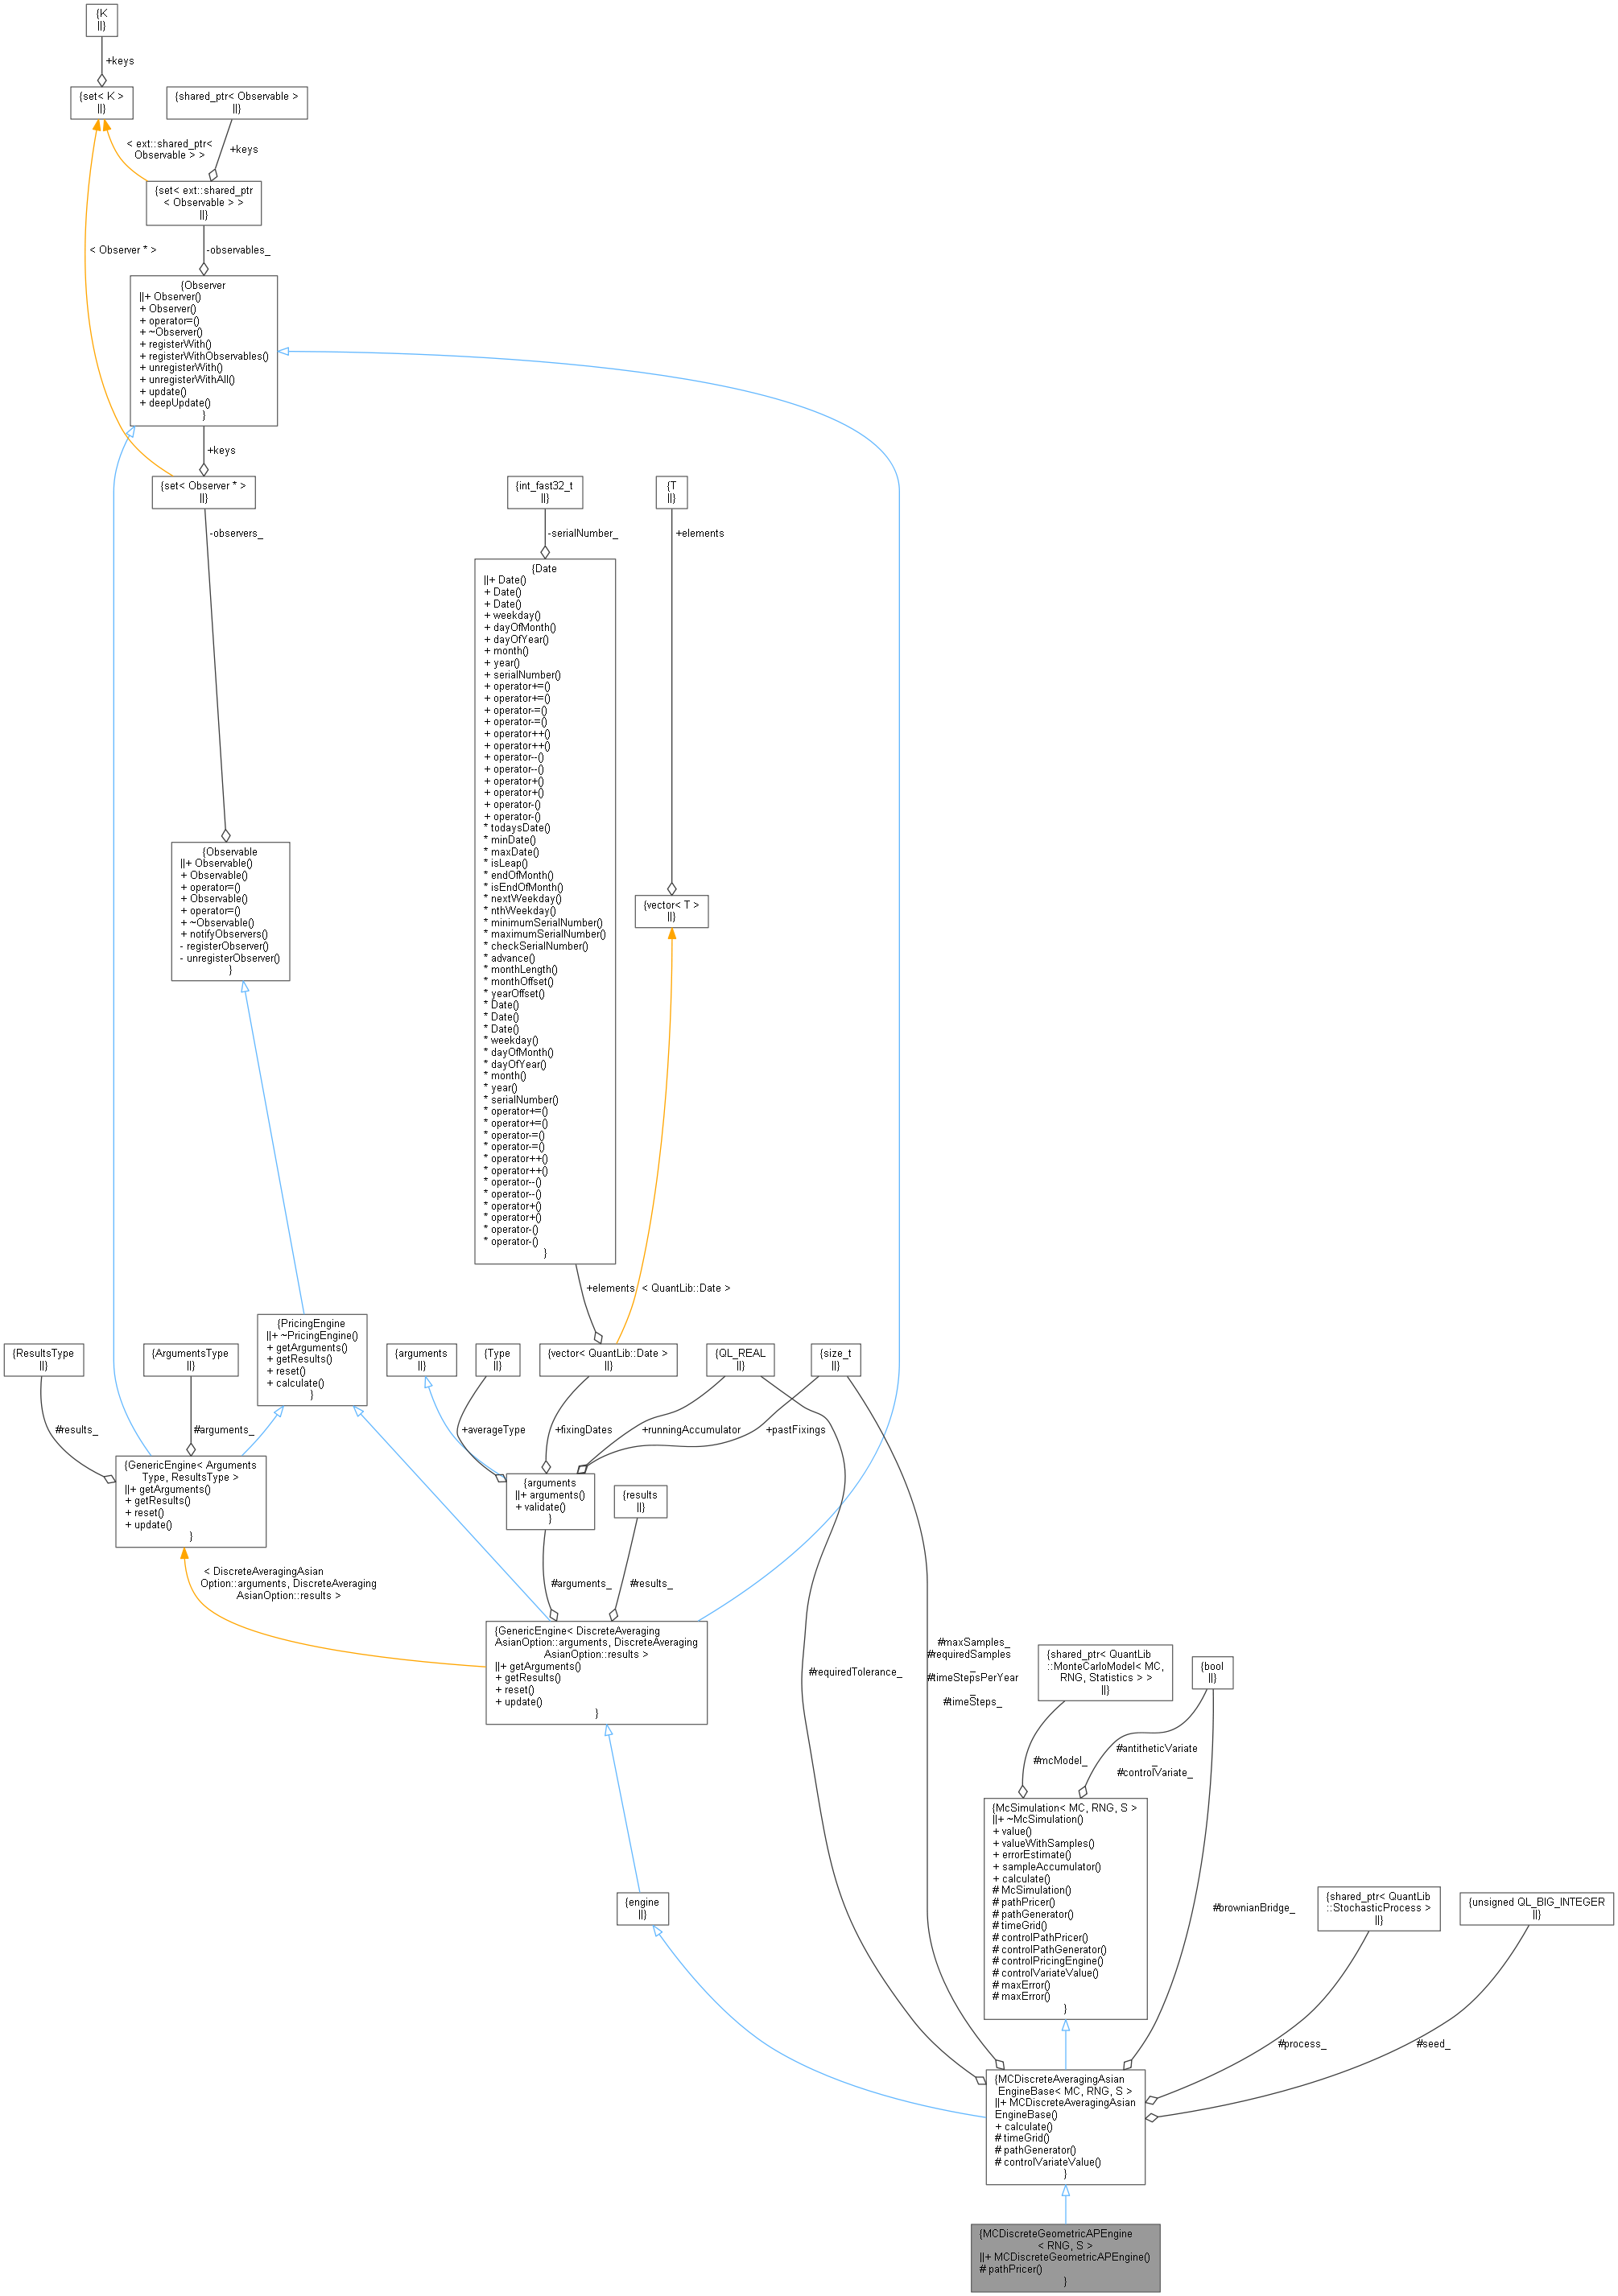 {K
||}
+keys
{set< K >
||}
{shared_ptr< Observable >
||}
< ext::shared_ptr<
Observable > >
+keys
{set< ext::shared_ptr
< Observable > >
||}
< Observer * >
-observables_
{Observer
||+ Observer()
+ Observer()
+ operator=()
+ ~Observer()
+ registerWith()
+ registerWithObservables()
+ unregisterWith()
+ unregisterWithAll()
+ update()
+ deepUpdate()
}
+keys
{set< Observer * >
||}
{int_fast32_t
||}
{T
||}
-observers_
-serialNumber_
+elements
{Date
||+ Date()
+ Date()
+ Date()
+ weekday()
+ dayOfMonth()
+ dayOfYear()
+ month()
+ year()
+ serialNumber()
+ operator+=()
+ operator+=()
+ operator-=()
+ operator-=()
+ operator++()
+ operator++()
+ operator--()
+ operator--()
+ operator+()
+ operator+()
+ operator-()
+ operator-()
* todaysDate()
* minDate()
* maxDate()
* isLeap()
* endOfMonth()
* isEndOfMonth()
* nextWeekday()
* nthWeekday()
* minimumSerialNumber()
* maximumSerialNumber()
* checkSerialNumber()
* advance()
* monthLength()
* monthOffset()
* yearOffset()
* Date()
* Date()
* Date()
* weekday()
* dayOfMonth()
* dayOfYear()
* month()
* year()
* serialNumber()
* operator+=()
* operator+=()
* operator-=()
* operator-=()
* operator++()
* operator++()
* operator--()
* operator--()
* operator+()
* operator+()
* operator-()
* operator-()
}
{Observable
||+ Observable()
+ Observable()
+ operator=()
+ Observable()
+ operator=()
+ ~Observable()
+ notifyObservers()
- registerObserver()
- unregisterObserver()
}
{vector< T >
||}
+elements
< QuantLib::Date >
{PricingEngine
||+ ~PricingEngine()
+ getArguments()
+ getResults()
+ reset()
+ calculate()
}
{ResultsType
||}
{ArgumentsType
||}
{arguments
||}
{Type
||}
{vector< QuantLib::Date >
||}
{QL_REAL
||}
{size_t
||}
#results_
#arguments_
+averageType
+fixingDates
+runningAccumulator
+pastFixings
{GenericEngine< Arguments
Type, ResultsType >
||+ getArguments()
+ getResults()
+ reset()
+ update()
}
{arguments
||+ arguments()
+ validate()
}
{results
||}
< DiscreteAveragingAsian
Option::arguments, DiscreteAveraging
AsianOption::results >
#arguments_
#results_
{GenericEngine< DiscreteAveraging
AsianOption::arguments, DiscreteAveraging
AsianOption::results >
||+ getArguments()
+ getResults()
+ reset()
+ update()
}
#requiredTolerance_
#maxSamples_
#requiredSamples
_
#timeStepsPerYear
_
#timeSteps_
{shared_ptr< QuantLib
::MonteCarloModel< MC,
RNG, Statistics > >
||}
{bool
||}
#mcModel_
#antitheticVariate
_
#controlVariate_
{McSimulation< MC, RNG, S >
||+ ~McSimulation()
+ value()
+ valueWithSamples()
+ errorEstimate()
+ sampleAccumulator()
+ calculate()
# McSimulation()
# pathPricer()
# pathGenerator()
# timeGrid()
# controlPathPricer()
# controlPathGenerator()
# controlPricingEngine()
# controlVariateValue()
# maxError()
# maxError()
}
{engine
||}
#brownianBridge_
{shared_ptr< QuantLib
::StochasticProcess >
||}
{unsigned QL_BIG_INTEGER
||}
#process_
#seed_
{MCDiscreteAveragingAsian
EngineBase< MC, RNG, S >
||+ MCDiscreteAveragingAsian
EngineBase()
+ calculate()
# timeGrid()
# pathGenerator()
# controlVariateValue()
}
{MCDiscreteGeometricAPEngine
< RNG, S >
||+ MCDiscreteGeometricAPEngine()
# pathPricer()
}